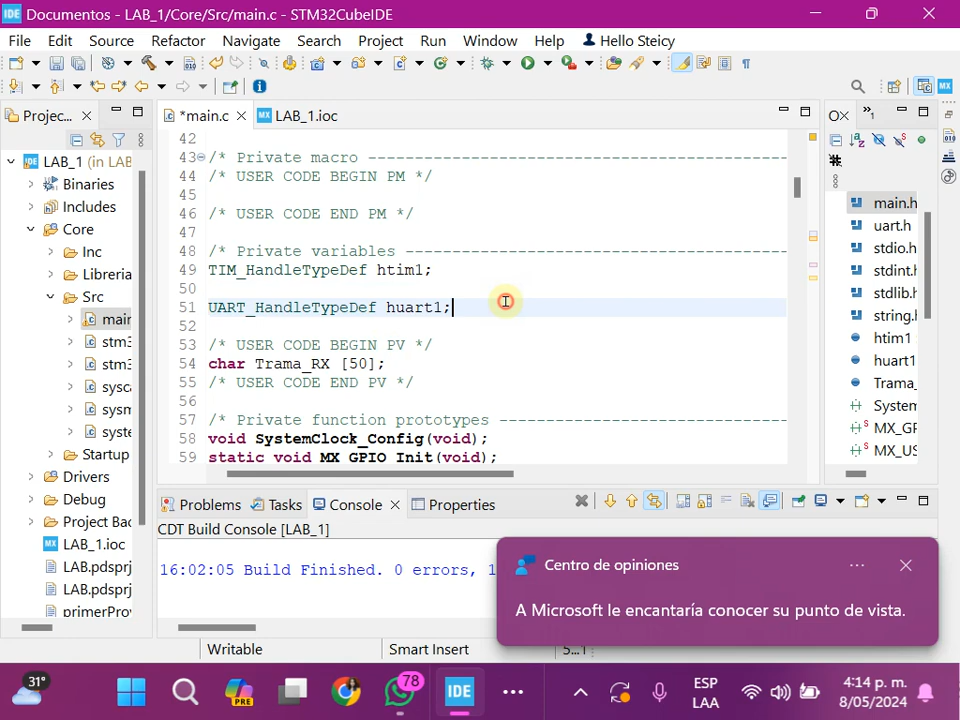 IDE Documentos - LAB_1/Core/Src/main.c - STM32CubeIDE
File Edit Source Refactor Navigate Search Project Run Window Help Hello Steicy
Projec...
*main.c
MX LAB_1.ioc
LAB_1 (in LAB
Binaries
Includes
Core
Inc
Libreria
Src
main
stm3
stm3
sysca
sysm
syste
Startup
Drivers
Debug
Project Bac
MX LAB_1.ioc
LAB.pdsprj
LAB.pdsprj
primerPro
42
43 /* Private macro ---------------------------------------------
44 /* USER CODE BEGIN PM */
45
46 /* USER CODE END PM */
47
48 /* Private variables -----------------------------------------
49 TIM_HandleTypeDef htim1;
50
51 UART_HandleTypeDef huart1;
52
53 /* USER CODE BEGIN PV */
54 char Trama_RX [50];
55 /* USER CODE END PV */
56
57 /* Private function prototypes -------------------------------
58 void SystemClock_Config(void);
59 static void MX_GPIO_Init(void);
main.h
uart.h
stdio.h
stdint.h
stdlib.h
string.h
htim1
huart1
Trama_
System
MX_GP
MX_US
Problems Tasks Console Properties
CDT Build Console [LAB_1]
16:02:05 Build Finished. 0 errors, 1
Centro de opiniones
A Microsoft le encantaría conocer su punto de vista.
Writable
Smart Insert
31°
PRE
78
IDE
ESP
LAA
4:14 p. m.
8/05/2024